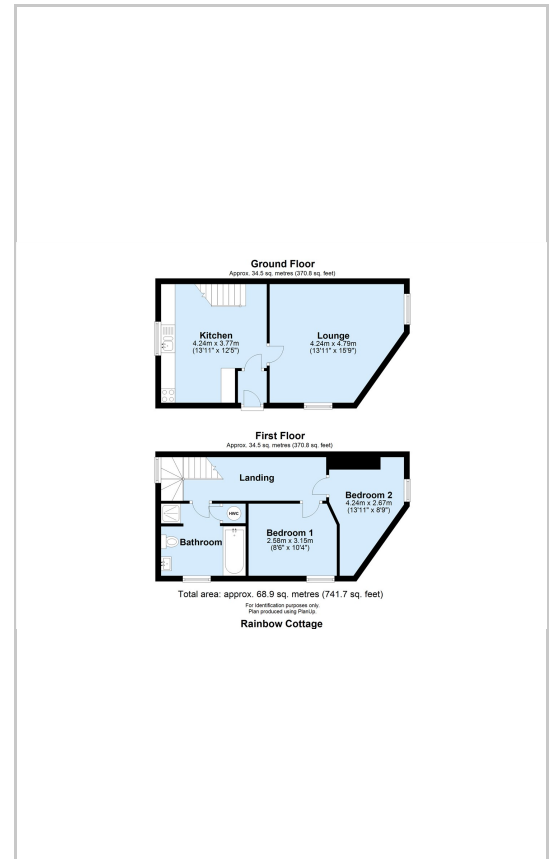 Ground Floor
Approx. 34.5 sq. metres (370.8 sq. feet)
Kitchen
4.24m x 3.77m
(13'11" x 12'5")
Lounge
4.24m x 4.79m
(13'11" x 15'9")
First Floor
Approx. 34.5 sq. metres (370.8 sq. feet)
Landing
Bedroom 2
4.24m x 2.67m
(13'11" x 8'9")
HWC
Bathroom
Bedroom 1
2.58m x 3.15m
(8'6" x 10'4")
Total area: approx. 68.9 sq. metres (741.7 sq. feet)
For Identification purposes only.
Plan produced using PlanUp.
Rainbow Cottage